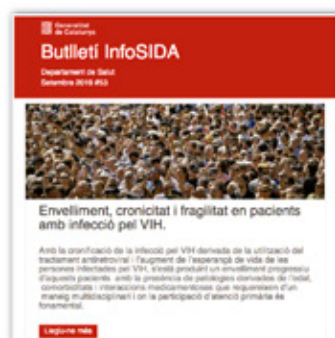 Generalitat
de Catalunya
Butlletí InfoSIDA
Departament de Salut
Setembre 2016 #53
Envelliment, cronicitat i fragilitat en pacients
amb infecció pel VIH.
Amb la cronificació de la infecció pel VIH derivada de la utilització del
tractament antiretroviral i l'augment de l'esperança de vida de les
persones infectades pel VIH, s'està produint un envelliment progressiu
d'aquests pacients amb la presència de patologies derivades de l'edat,
comorbiditats i interaccions medicamentoses que requereixen d'un
maneig multidisciplinari i on la participació d'atenció primària és
fonamental.
Llegiu-ne més